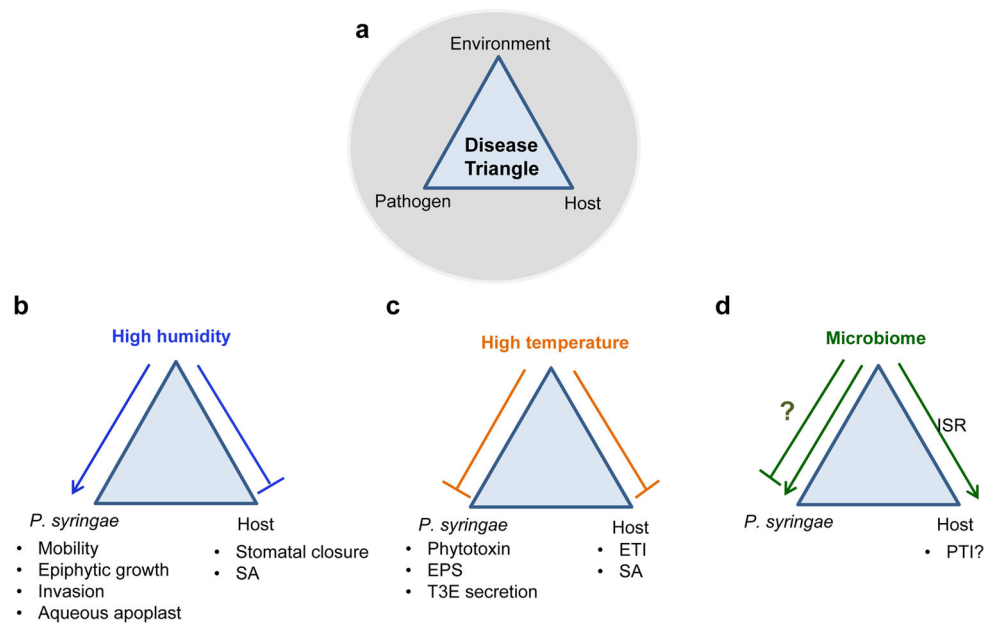 a
Environment
Disease
Triangle
Pathogen
Host
b
High humidity
P. syringae
Host
• Mobility
• Epiphytic growth
• Invasion
• Aqueous apoplast
• Stomatal closure
• SA
c
High temperature
P. syringae
Host
• Phytotoxin
• EPS
• T3E secretion
• ETI
• SA
d
Microbiome
?
ISR
P. syringae
Host
• PTI?